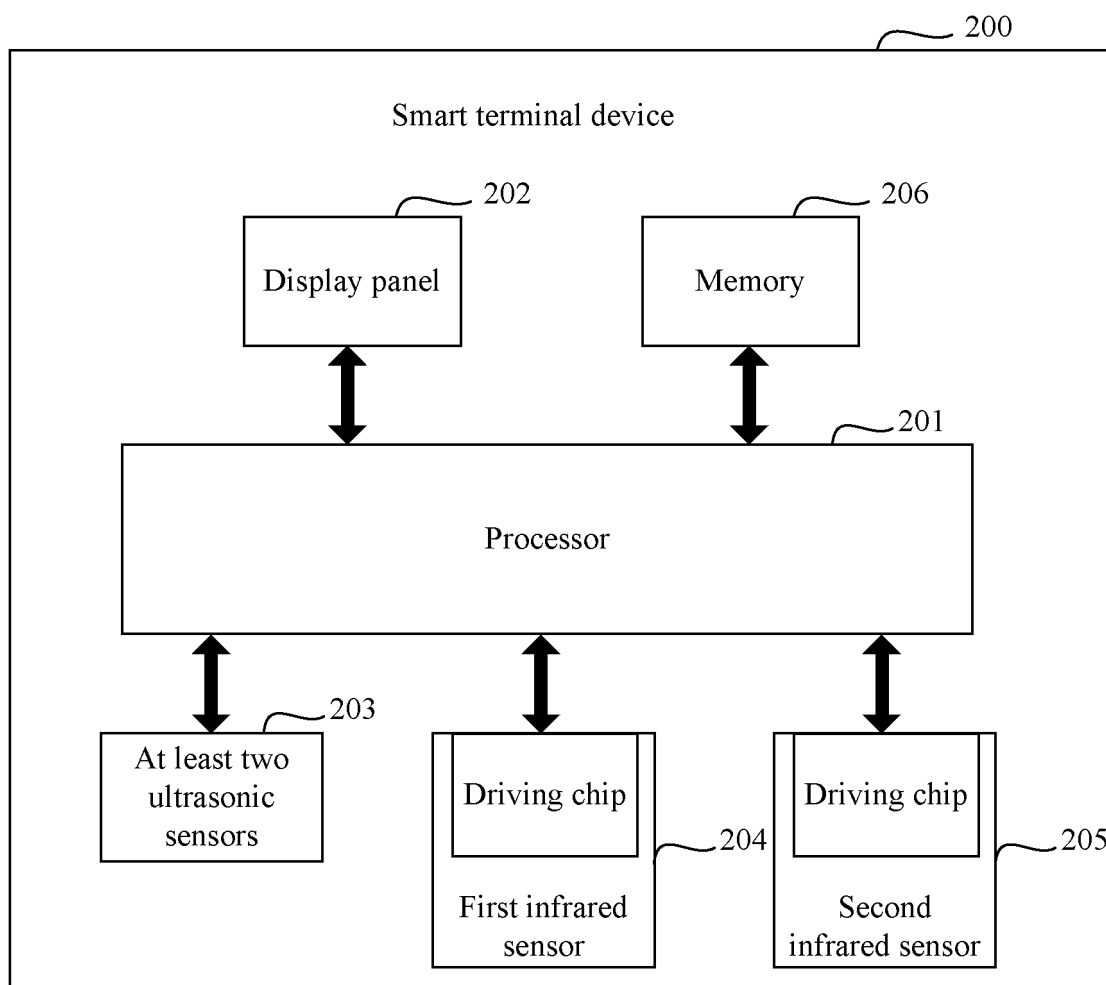 200
Smart terminal device
202
206
Display panel
Memory
201
Processor
203
At least two
ultrasonic
sensors
Driving chip
204
First infrared
sensor
Driving chip
205
Second
infrared sensor